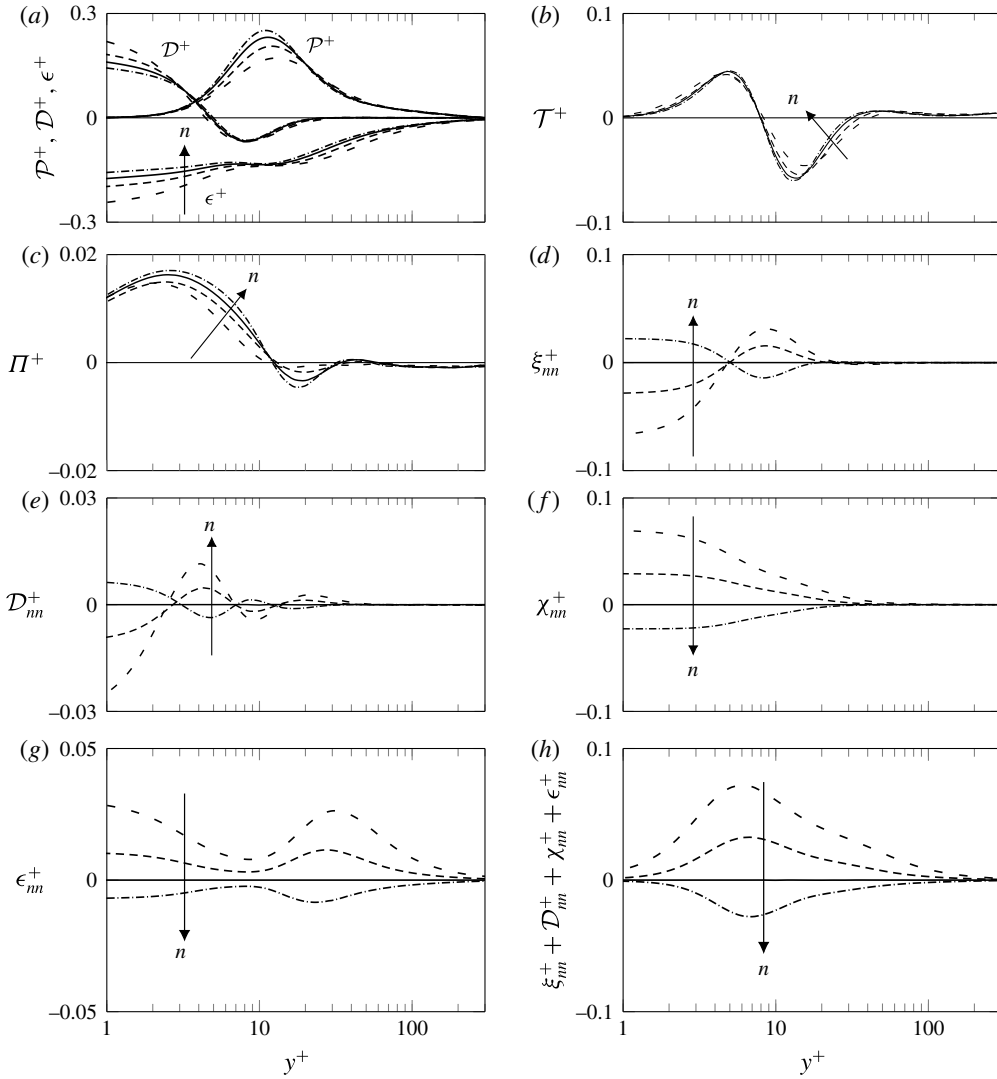 (a)
0.3
0
–0.3
𝒫⁺, 𝒟⁺, ϵ⁺
𝒟⁺
𝒫⁺
n
ϵ⁺
(b)
0.1
0
–0.1
𝒯⁺
n
(c)
0.02
0
–0.02
Π⁺
n
(d)
0.1
0
–0.1
ξ⁺ₙₙ
n
(e)
0.03
0
–0.03
𝒟⁺ₙₙ
n
(f)
0.1
0
–0.1
χ⁺ₙₙ
n
(g)
0.05
0
–0.05
ϵ⁺ₙₙ
n
1 10 100
y⁺
(h)
0.1
0
–0.1
ξ⁺ₙₙ + 𝒟⁺ₙₙ + χ⁺ₙₙ + ϵ⁺ₙₙ
n
1 10 100
y⁺